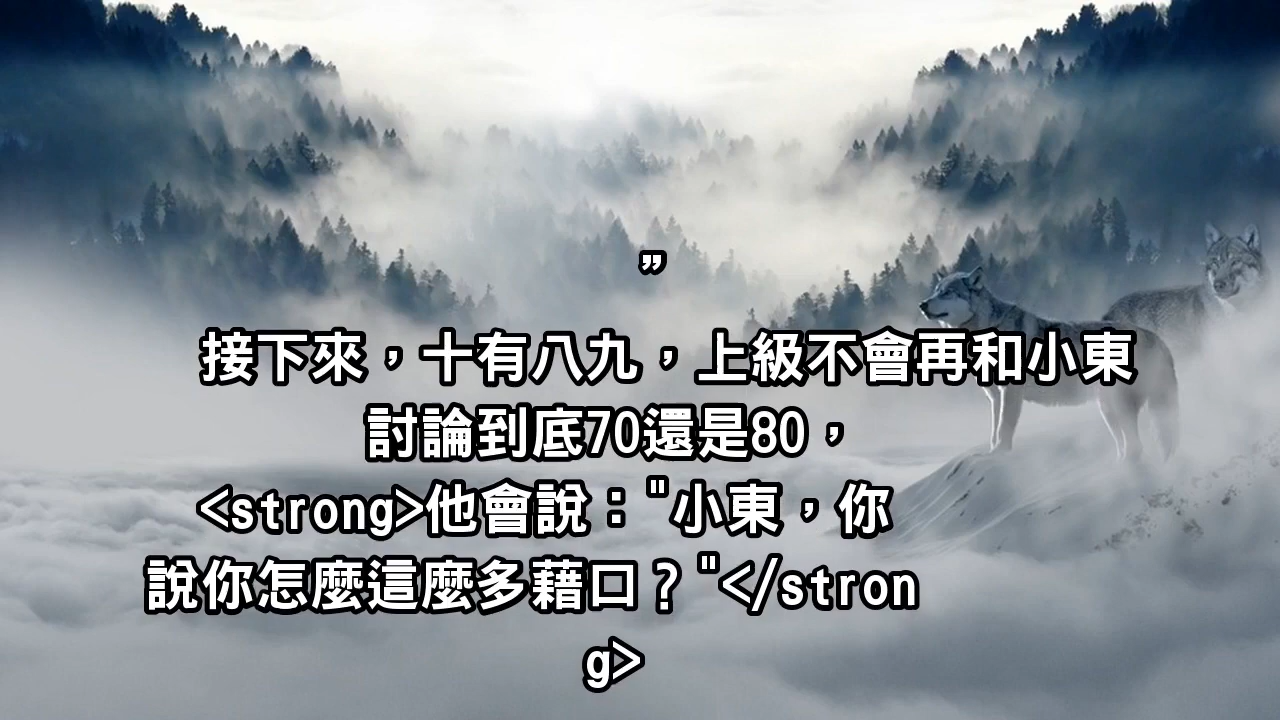 ”
接下來，十有八九，上級不會再和小東
討論到底70還是80，
<strong>他會說："小東，你
說你怎麼這麼多藉口？"</stron
g>